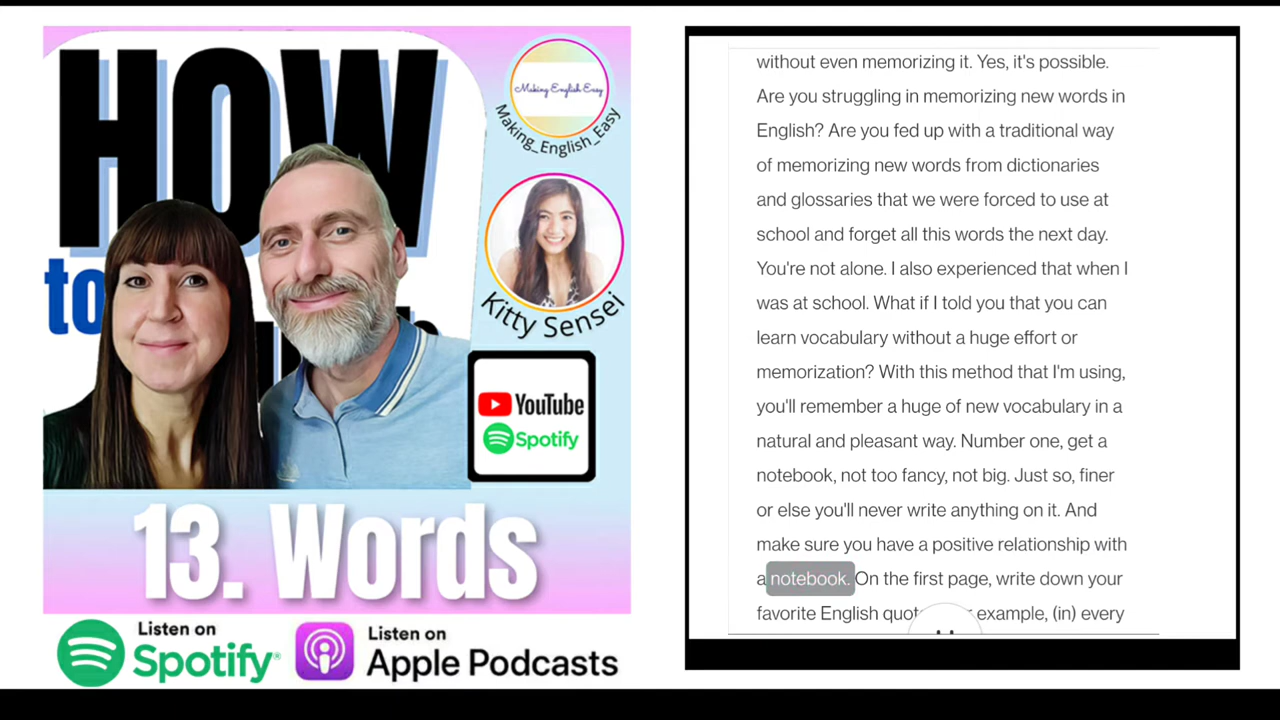 HOW
to
Making English Easy
Making_English_Easy
Kitty Sensei
YouTube
Spotify
13. Words
Listen on
Spotify
Listen on
Apple Podcasts
without even memorizing it. Yes, it's possible.
Are you struggling in memorizing new words in
English? Are you fed up with a traditional way
of memorizing new words from dictionaries
and glossaries that we were forced to use at
school and forget all this words the next day.
You're not alone. I also experienced that when I
was at school. What if I told you that you can
learn vocabulary without a huge effort or
memorization? With this method that I'm using,
you'll remember a huge of new vocabulary in a
natural and pleasant way. Number one, get a
notebook, not too fancy, not big. Just so, finer
or else you'll never write anything on it. And
make sure you have a positive relationship with
a notebook. On the first page, write down your
favorite English example, (in) every